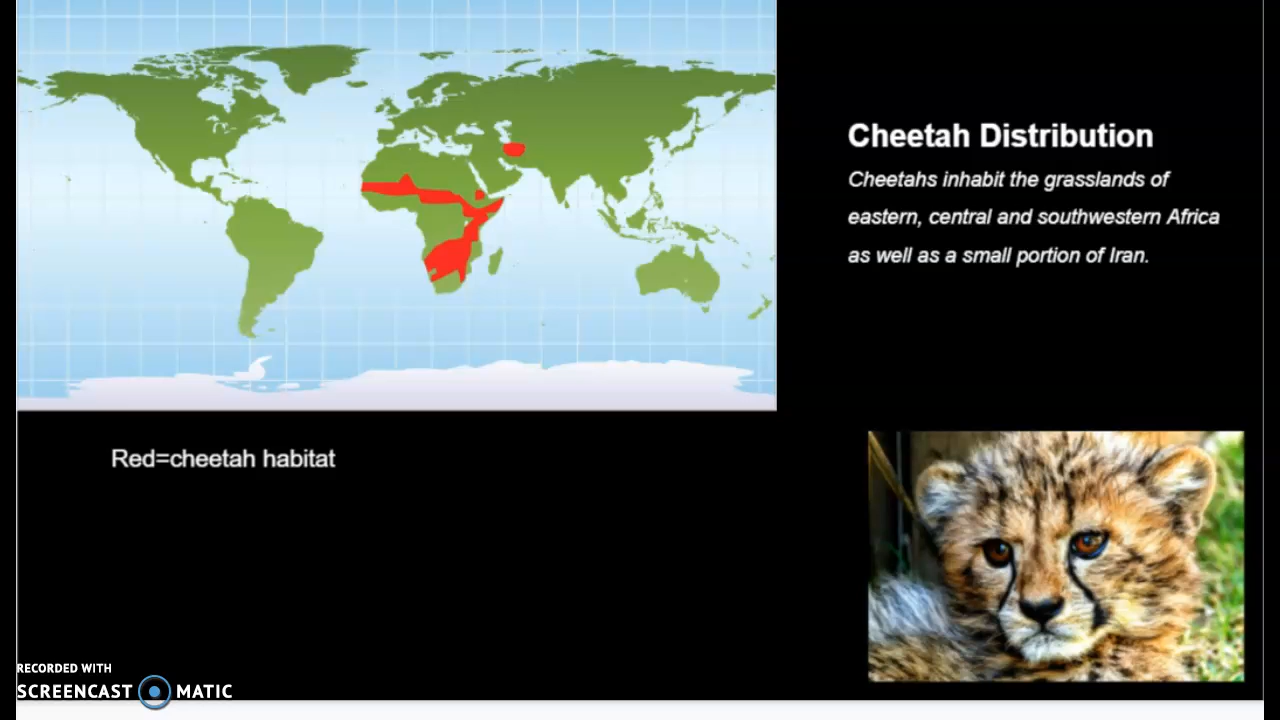 Cheetah Distribution
Cheetahs inhabit the grasslands of
eastern, central and southwestern Africa
as well as a small portion of Iran.
Red=cheetah habitat
RECORDED WITH
SCREENCAST MATIC